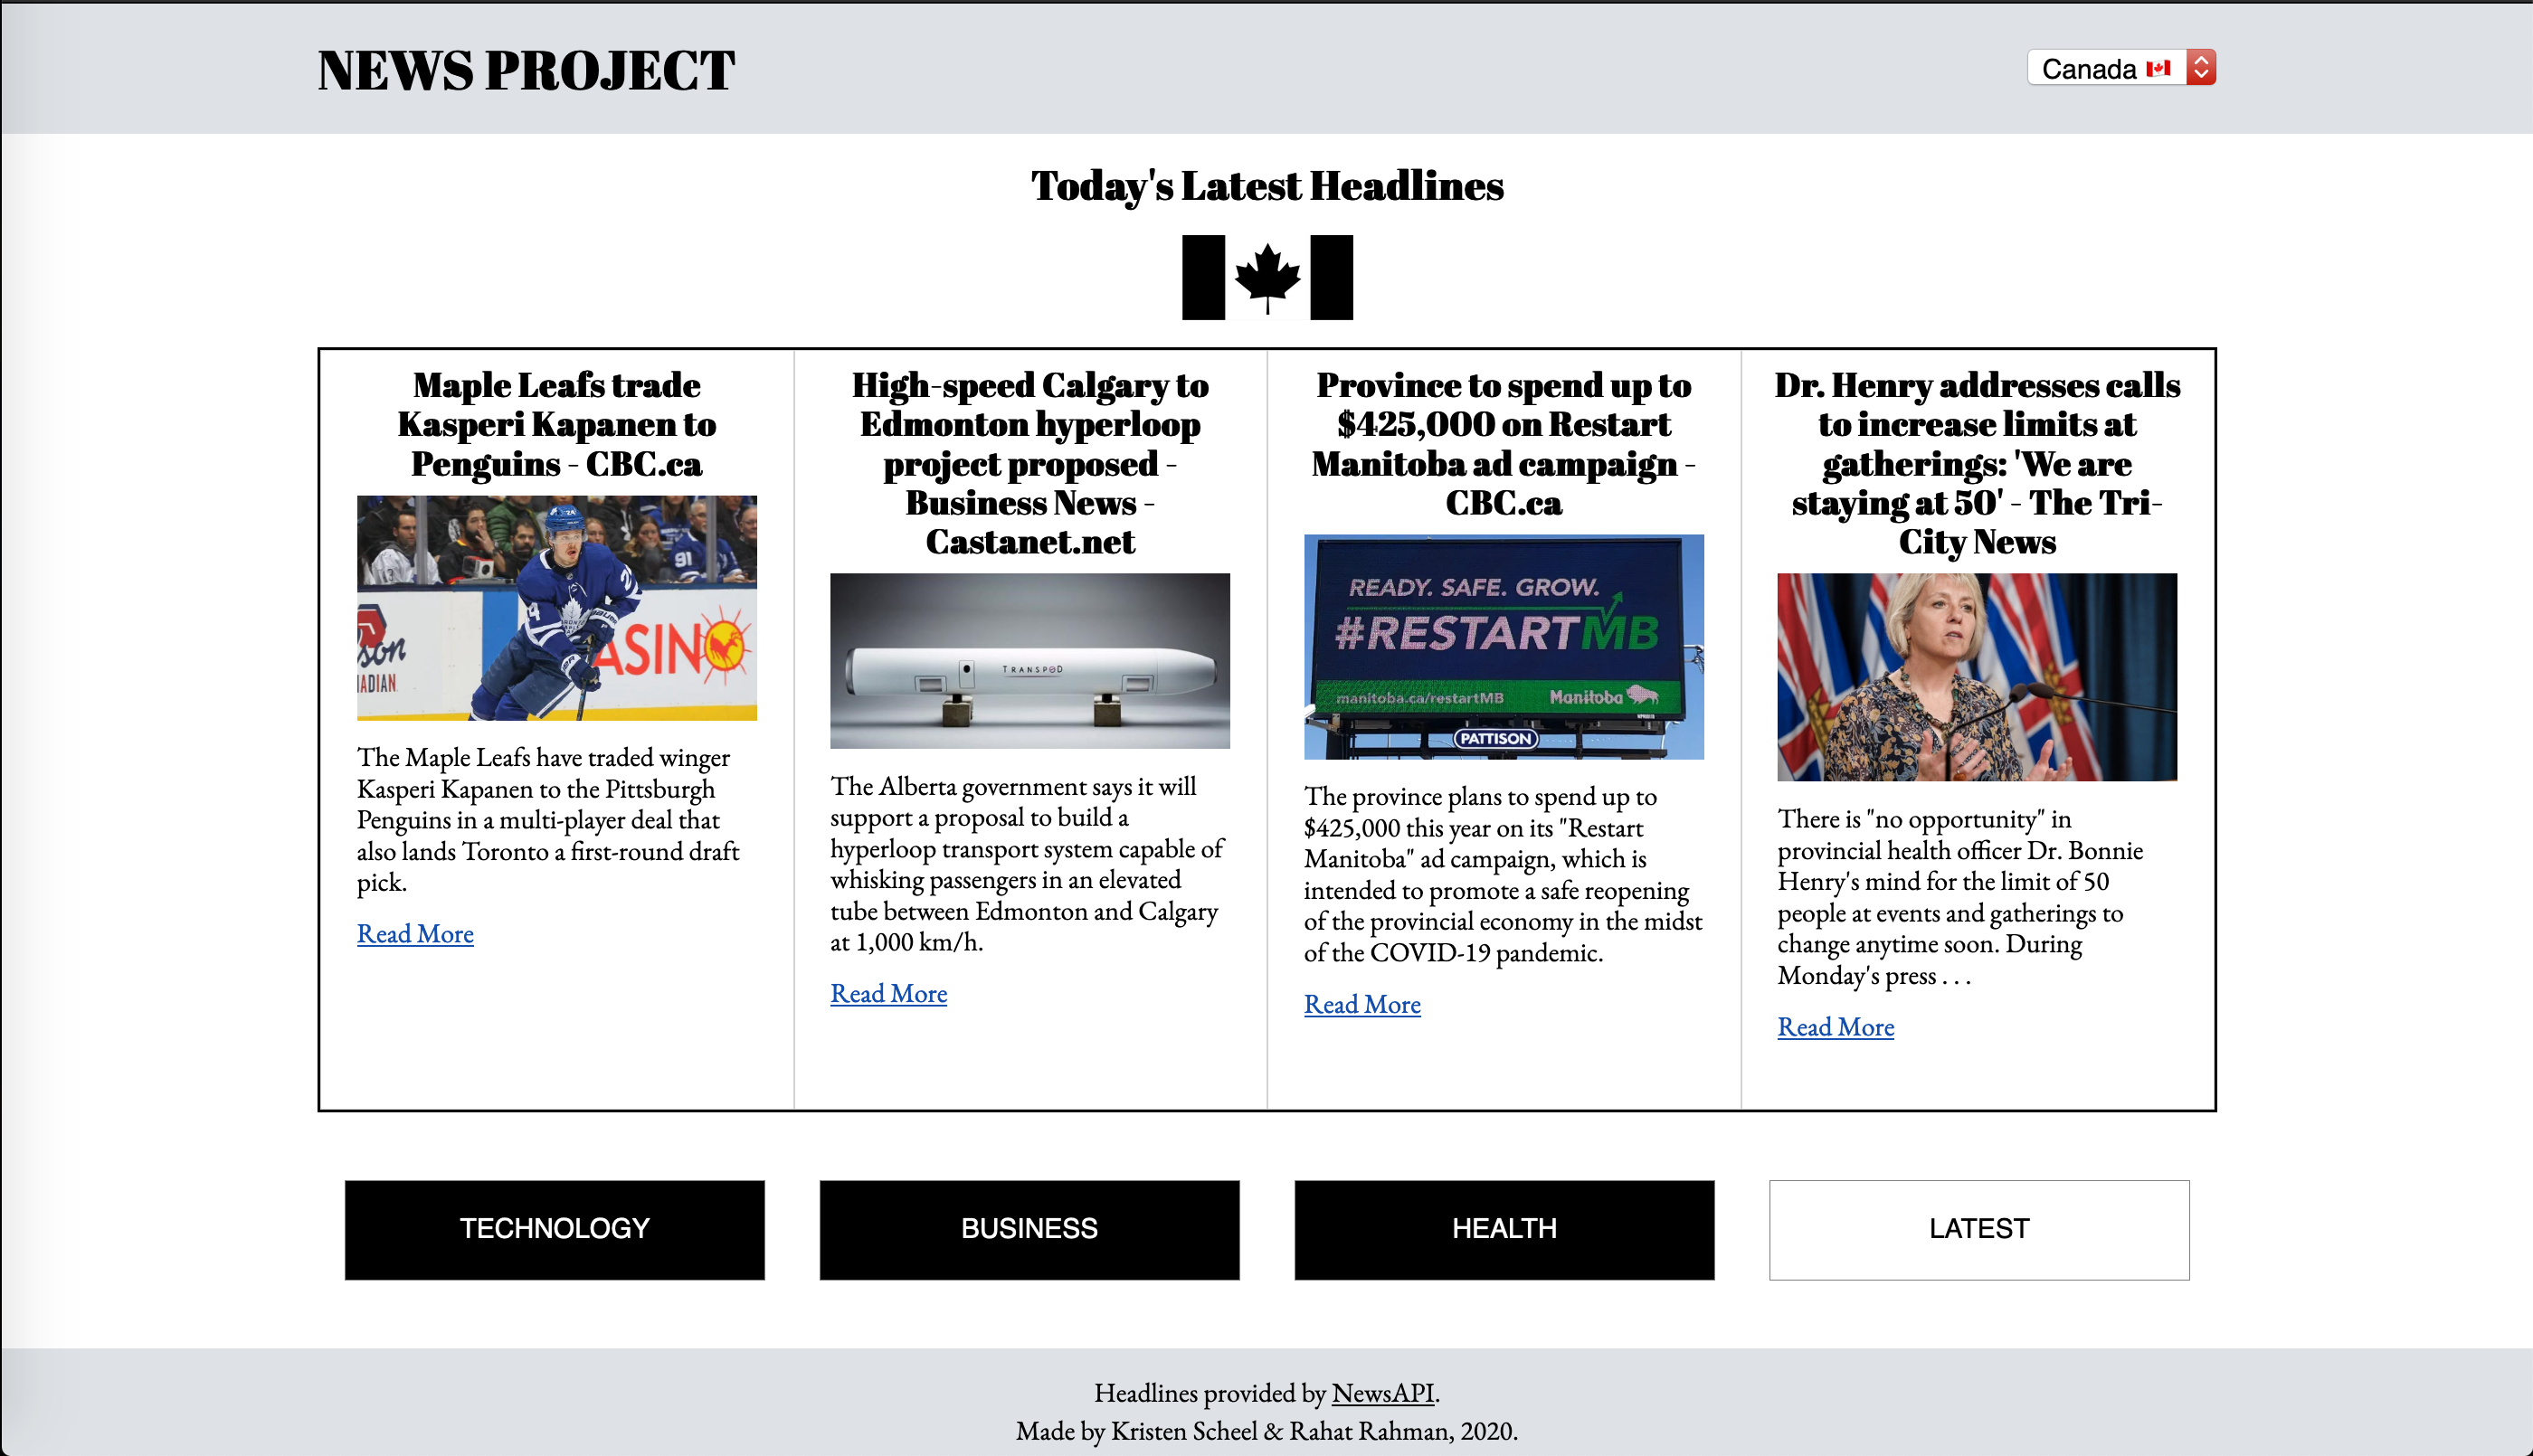 NEWS PROJECT
Canada
Today's Latest Headlines
Maple Leafs trade
Kasperi Kapanen to
Penguins - CBC.ca
24
91
24
son
ADIAN
ASINO
The Maple Leafs have traded winger
Kasperi Kapanen to the Pittsburgh
Penguins in a multi-player deal that
also lands Toronto a first-round draft
pick.
Read More
High-speed Calgary to
Edmonton hyperloop
project proposed -
Business News -
Castanet.net
TRANSPOD
The Alberta government says it will
support a proposal to build a
hyperloop transport system capable of
whisking passengers in an elevated
tube between Edmonton and Calgary
at 1,000 km/h.
Read More
Province to spend up to
$425,000 on Restart
Manitoba ad campaign -
CBC.ca
READY. SAFE. GROW.
#RESTARTMB
manitoba.ca/restartMB Manitoba
PATTISON
The province plans to spend up to
$425,000 this year on its "Restart
Manitoba" ad campaign, which is
intended to promote a safe reopening
of the provincial economy in the midst
of the COVID-19 pandemic.
Read More
Dr. Henry addresses calls
to increase limits at
gatherings: 'We are
staying at 50' - The Tri-
City News
There is "no opportunity" in
provincial health officer Dr. Bonnie
Henry's mind for the limit of 50
people at events and gatherings to
change anytime soon. During
Monday's press . . .
Read More
TECHNOLOGY
BUSINESS
HEALTH
LATEST
Headlines provided by NewsAPI.
Made by Kristen Scheel & Rahat Rahman, 2020.